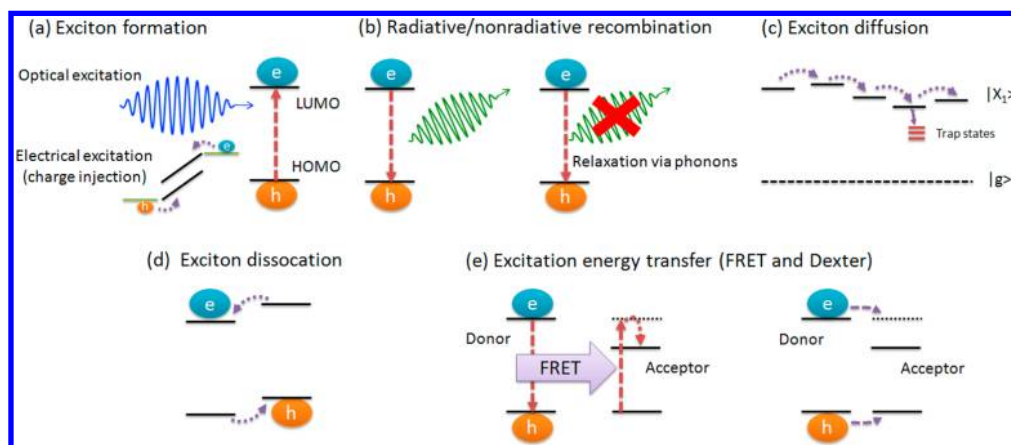 (a) Exciton formation
Optical excitation
e
LUMO
Electrical excitation
(charge injection)
e
h
HOMO
h
(b) Radiative/nonradiative recombination
e
h
e
Relaxation via phonons
h
(c) Exciton diffusion
|X₁>
Trap states
|g>
(d) Exciton dissocation
e
h
(e) Excitation energy transfer (FRET and Dexter)
e
Donor
FRET
Acceptor
h
e
Donor
Acceptor
h